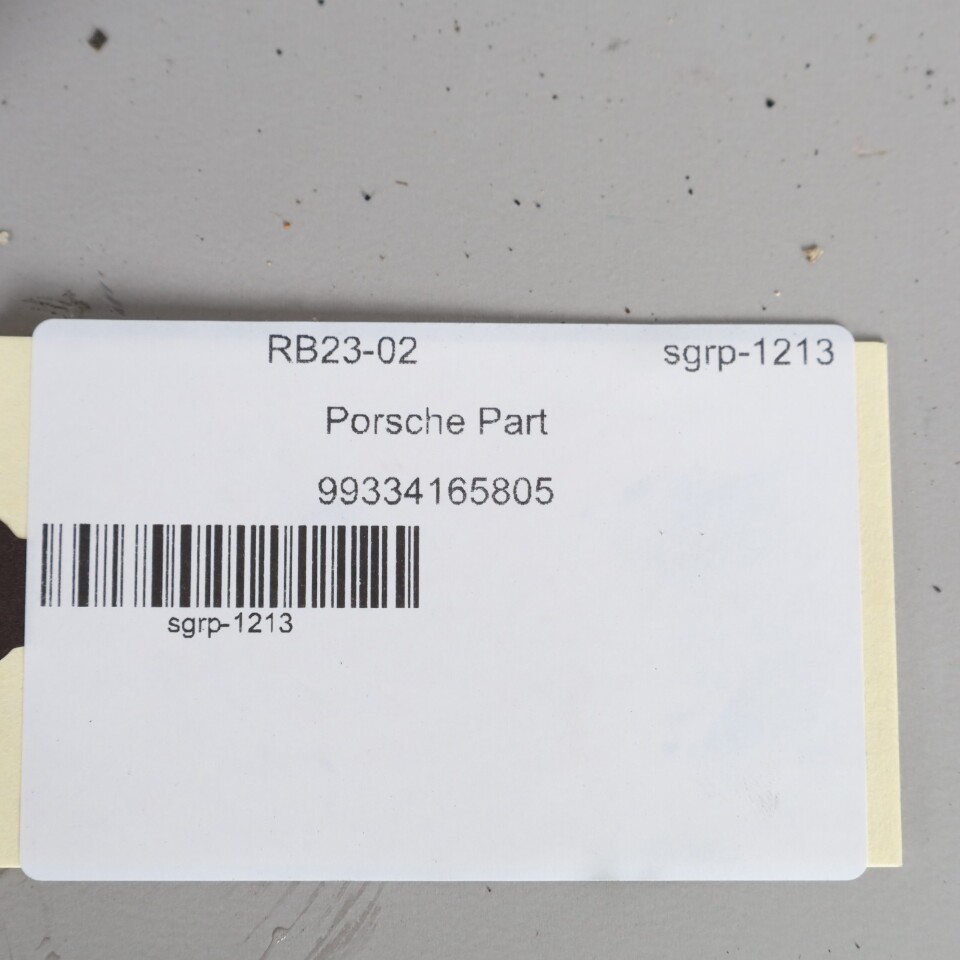 RB23-02 sgrp-1213
Porsche Part
99334165805
sgrp-1213